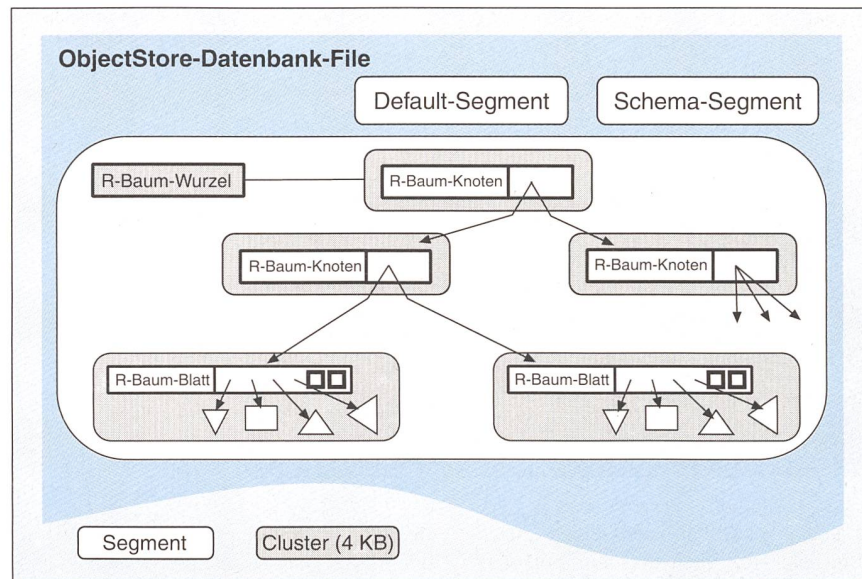 ObjectStore-Datenbank-File
Default-Segment
Schema-Segment
R-Baum-Wurzel
R-Baum-Knoten
R-Baum-Knoten
R-Baum-Knoten
R-Baum-Blatt
R-Baum-Blatt
Segment
Cluster (4 KB)